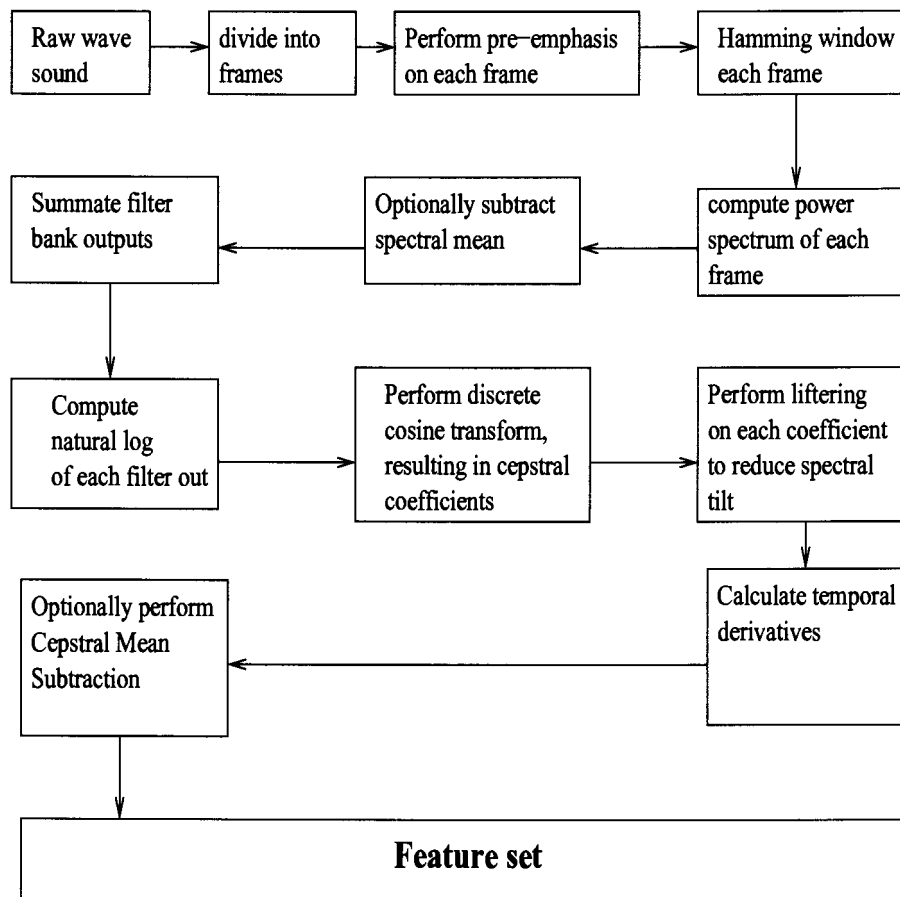 Raw wave
sound
divide into
frames
Perform pre-emphasis
on each frame
Hamming window
each frame
compute power
spectrum of each
frame
Optionally subtract
spectral mean
Summate filter
bank outputs
Compute
natural log
of each filter out
Perform discrete
cosine transform,
resulting in cepstral
coefficients
Perform liftering
on each coefficient
to reduce spectral
tilt
Calculate temporal
derivatives
Optionally perform
Cepstral Mean
Subtraction
Feature set